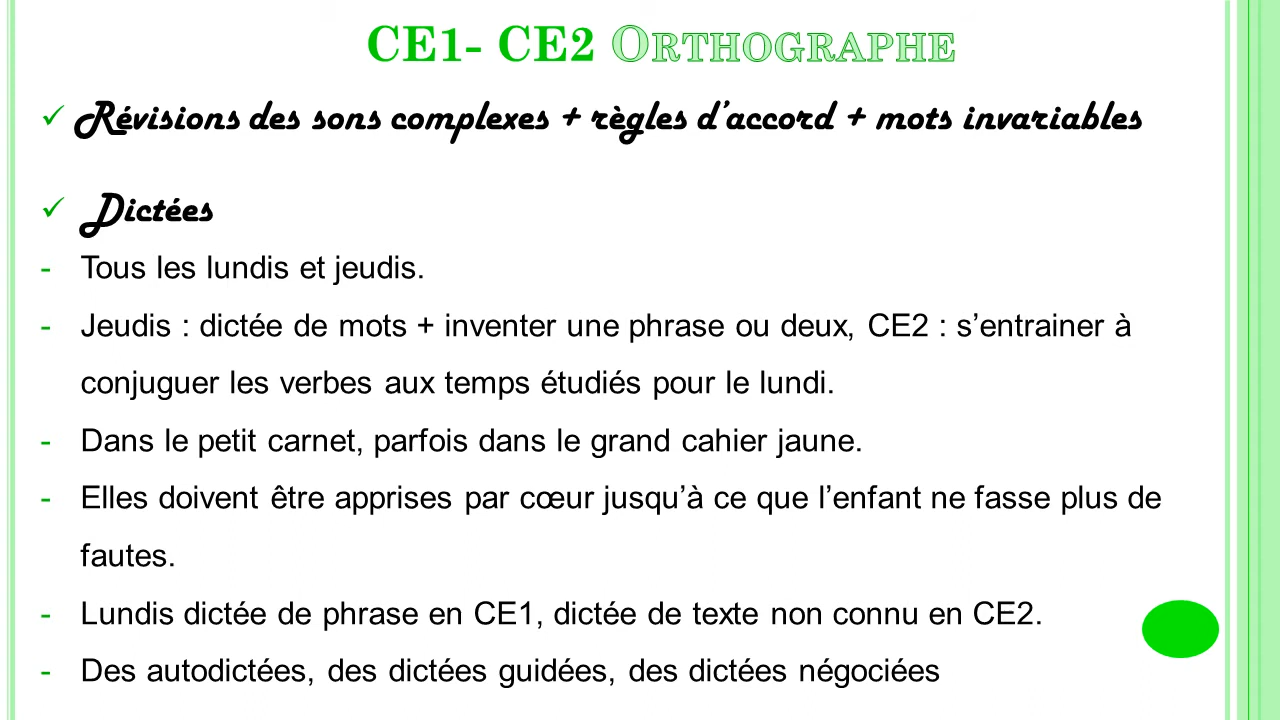 CE1- CE2 ORTHOGRAPHE
✓ Révisions des sons complexes + règles d’accord + mots invariables
✓ Dictées
- Tous les lundis et jeudis.
- Jeudis : dictée de mots + inventer une phrase ou deux, CE2 : s’entrainer à
conjuguer les verbes aux temps étudiés pour le lundi.
- Dans le petit carnet, parfois dans le grand cahier jaune.
- Elles doivent être apprises par cœur jusqu’à ce que l’enfant ne fasse plus de
fautes.
- Lundis dictée de phrase en CE1, dictée de texte non connu en CE2.
- Des autodictées, des dictées guidées, des dictées négociées